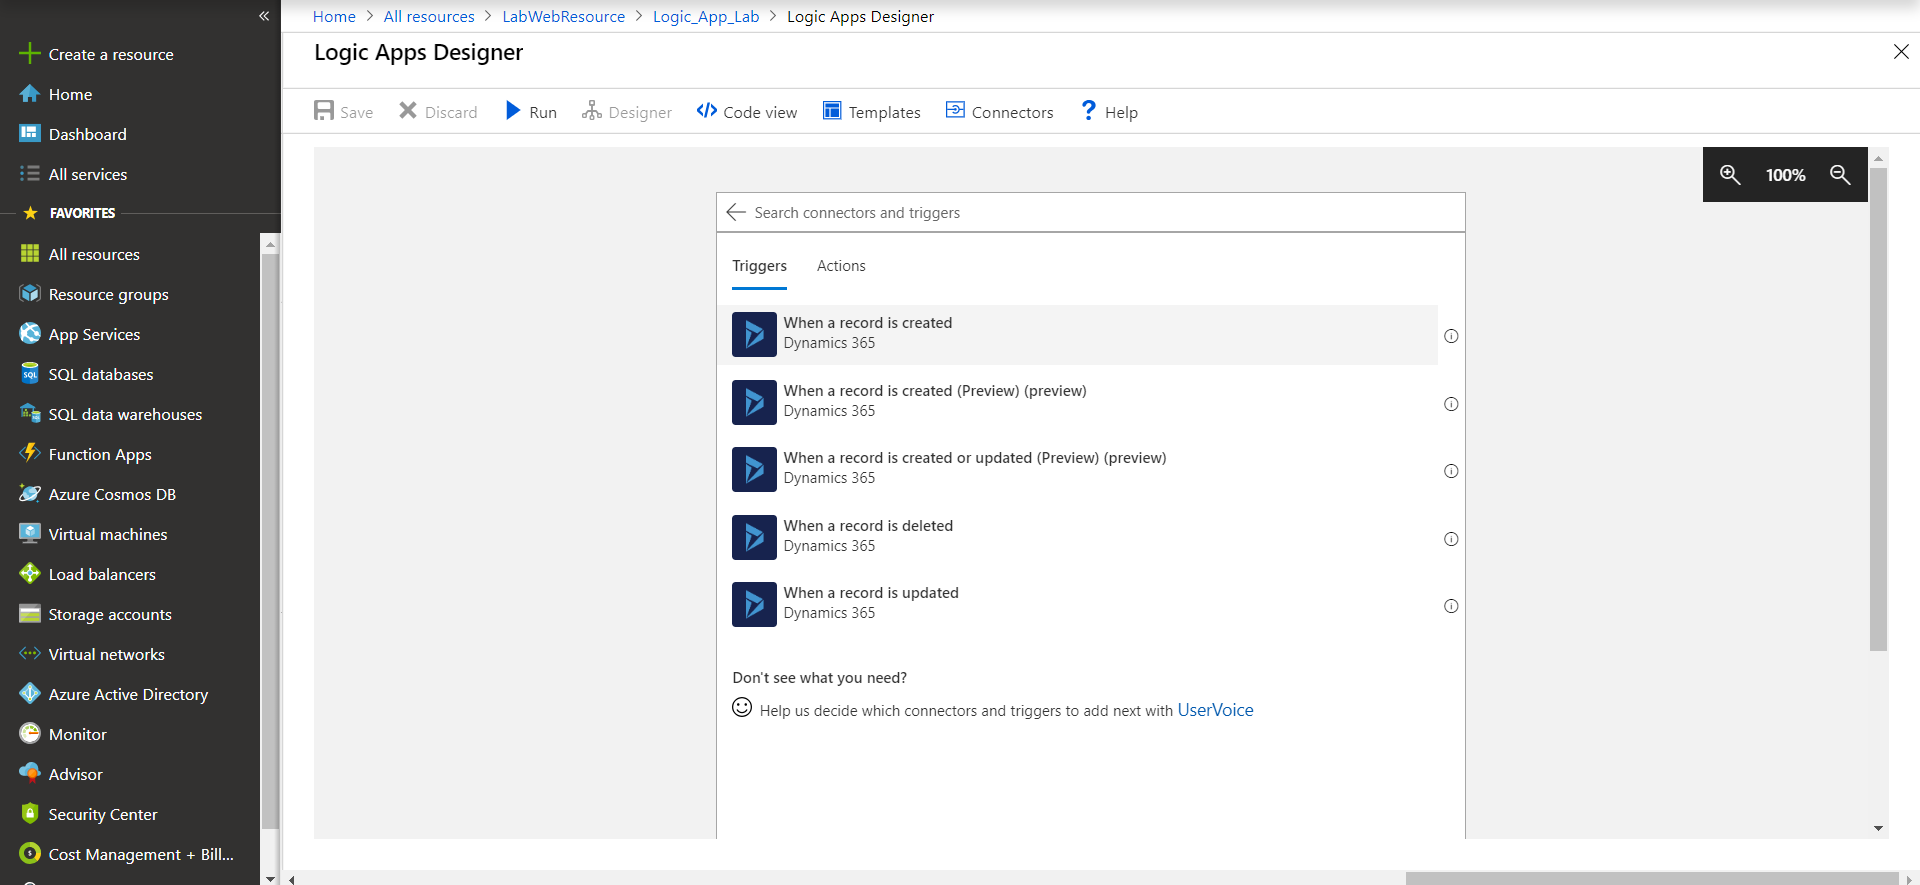 «
Create a resource
Home
Dashboard
All services
FAVORITES
All resources
Resource groups
App Services
SQL databases
SQL data warehouses
Function Apps
Azure Cosmos DB
Virtual machines
Load balancers
Storage accounts
Virtual networks
Azure Active Directory
Monitor
Advisor
Security Center
Cost Management + Bill...
Home > All resources > LabWebResource > Logic_App_Lab > Logic Apps Designer
Logic Apps Designer
Save Discard Run Designer Code view Templates Connectors Help
100%
Search connectors and triggers
Triggers Actions
When a record is created
Dynamics 365
When a record is created (Preview) (preview)
Dynamics 365
When a record is created or updated (Preview) (preview)
Dynamics 365
When a record is deleted
Dynamics 365
When a record is updated
Dynamics 365
Don't see what you need?
Help us decide which connectors and triggers to add next with UserVoice